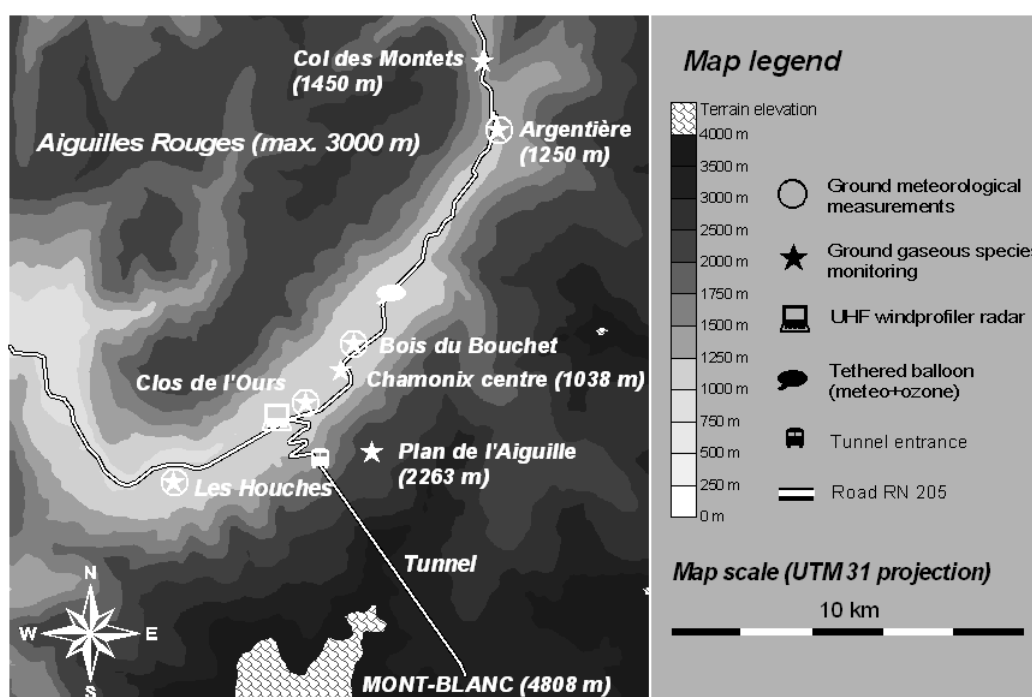 Col des Montets
(1450 m)
Aiguilles Rouges (max. 3000 m)
Argentière
(1250 m)
Bois du Bouchet
Clos de l'Ours
Chamonix centre (1038 m)
Plan de l'Aiguille
(2263 m)
Les Houches
Tunnel
N
W E
S
MONT-BLANC (4808 m)
Map legend
Terrain elevation
4000 m
3500 m
3000 m
2500 m
2000 m
1750 m
1500 m
1250 m
1000 m
750 m
500 m
250 m
0 m
Ground meteorological
measurements
Ground gaseous species
monitoring
UHF windprofiler radar
Tethered balloon
(meteo+ozone)
Tunnel entrance
Road RN 205
Map scale (UTM 31 projection)
10 km